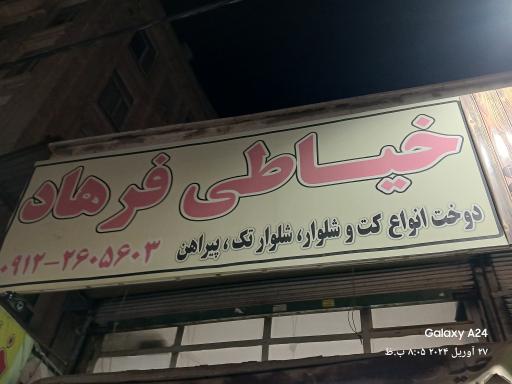 خیاطی فرهاد
دوخت انواع کت و شلوار، شلوار تک ، پیراهن
۰۹۱۲-۲۶۰۵۶۰۳
Galaxy A24
۲۷ آوریل ۲۰۲۴ ۸:۰۵ ب.ظ